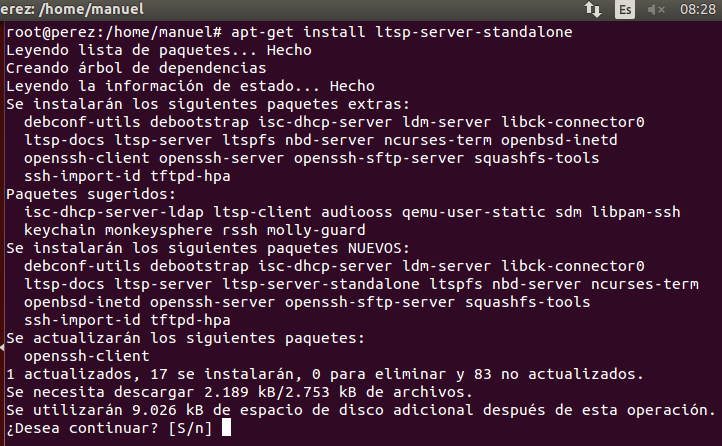 erez: /home/manuel Es 08:28
root@perez:/home/manuel# apt-get install ltsp-server-standalone
Leyendo lista de paquetes... Hecho
Creando árbol de dependencias
Leyendo la información de estado... Hecho
Se instalarán los siguientes paquetes extras:
debconf-utils debootstrap isc-dhcp-server ldm-server libck-connector0
ltsp-docs ltsp-server ltspfs nbd-server ncurses-term openbsd-inetd
openssh-client openssh-server openssh-sftp-server squashfs-tools
ssh-import-id tftpd-hpa
Paquetes sugeridos:
isc-dhcp-server-ldap ltsp-client audiooss qemu-user-static sdm libpam-ssh
keychain monkeysphere rssh molly-guard
Se instalarán los siguientes paquetes NUEVOS:
debconf-utils debootstrap isc-dhcp-server ldm-server libck-connector0
ltsp-docs ltsp-server ltsp-server-standalone ltspfs nbd-server ncurses-term
openbsd-inetd openssh-server openssh-sftp-server squashfs-tools
ssh-import-id tftpd-hpa
Se actualizarán los siguientes paquetes:
openssh-client
1 actualizados, 17 se instalarán, 0 para eliminar y 83 no actualizados.
Se necesita descargar 2.189 kB/2.753 kB de archivos.
Se utilizarán 9.026 kB de espacio de disco adicional después de esta operación.
¿Desea continuar? [S/n]